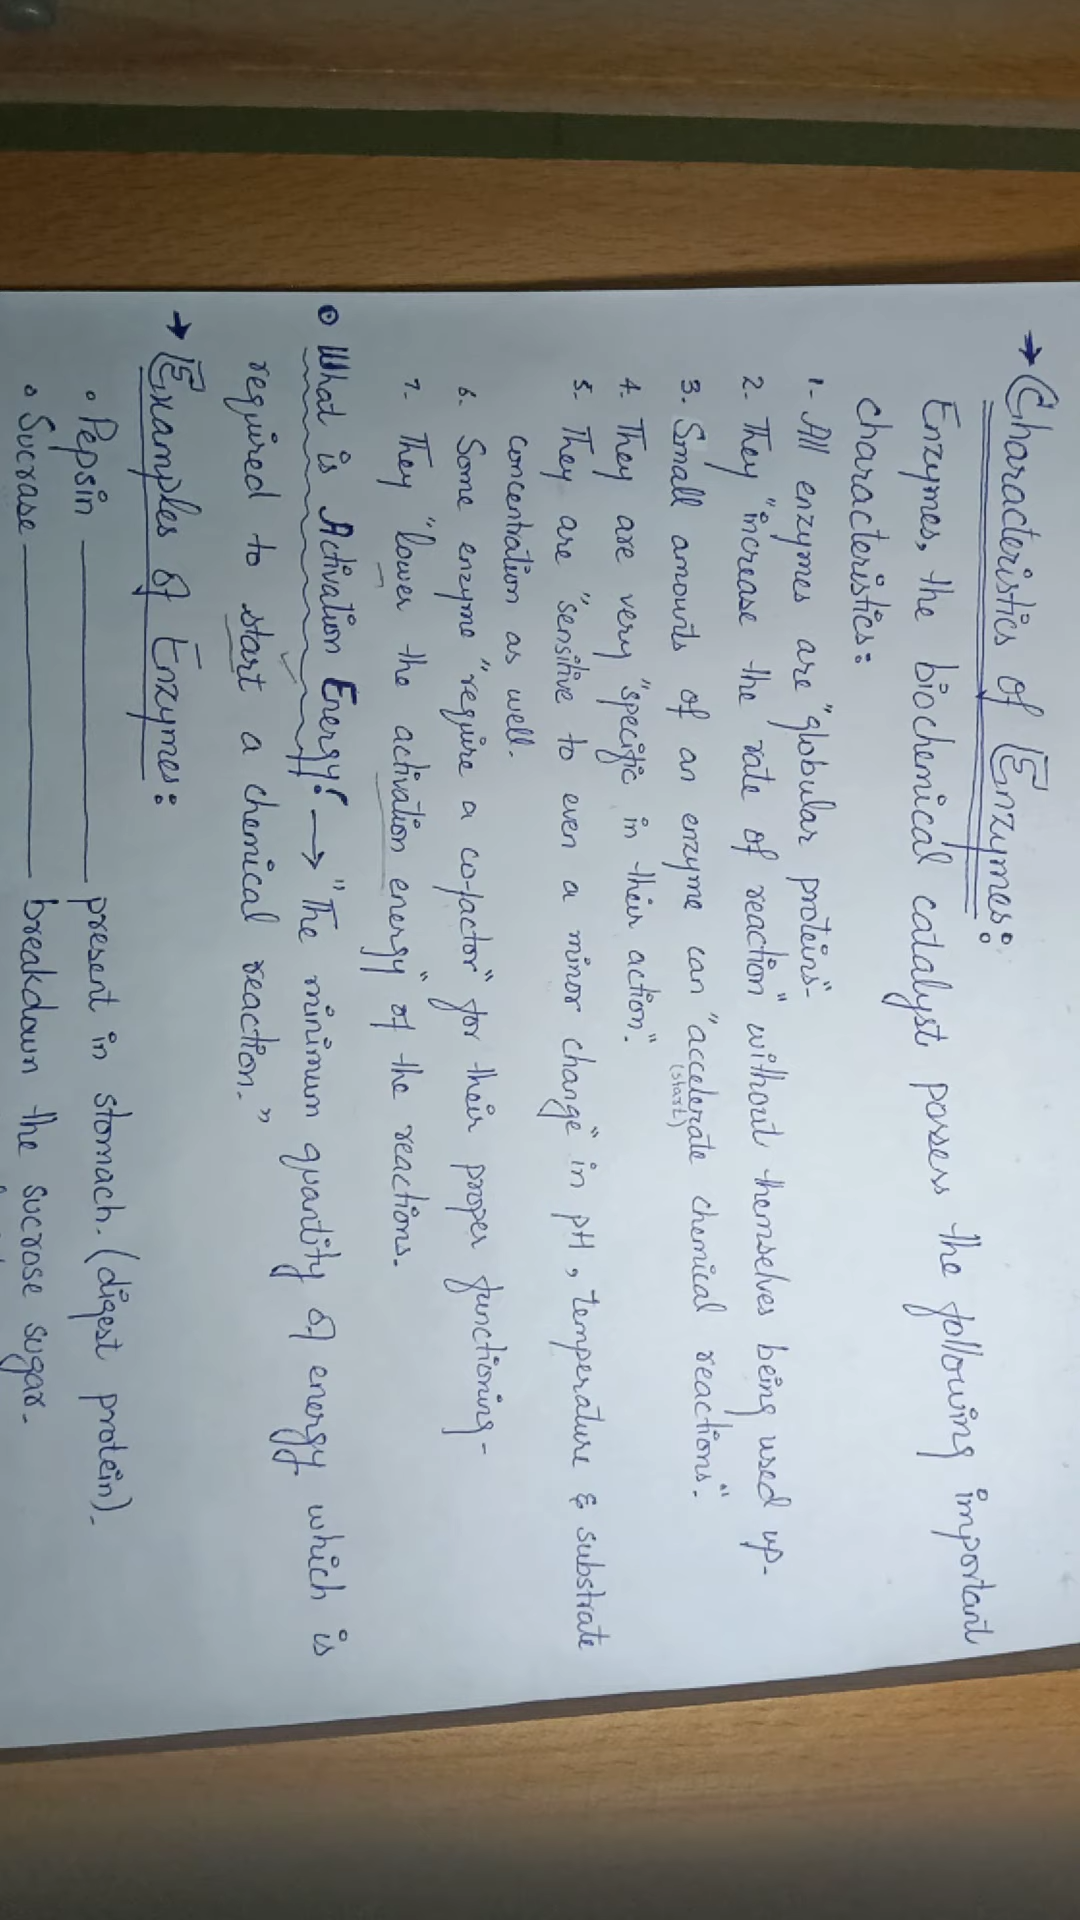 → Characteristics of Enzymes:
Enzymes, the biochemical catalyst possess the following important
characteristics:
1- All enzymes are "globular proteins"-
2- They "increase the rate of reaction" without themselves being used up-
3. Small amounts of an enzyme can "accelerate chemical reactions".
(start)
4. They are very "specific in their action".
5. They are "sensitive to even a minor change" in pH, temperature & substrate
concentration as well.
6- Some enzyme "require a co-factor" for their proper functioning-
7- They "lower the activation energy" of the reactions.
⊙ What is Activation Energy? → "The minimum quantity of energy which is
required to start a chemical reaction."
→ Examples of Enzymes:
• Pepsin ______ present in stomach. (digest protein).
• Sucrase ______ breakdown the sucrose sugar.